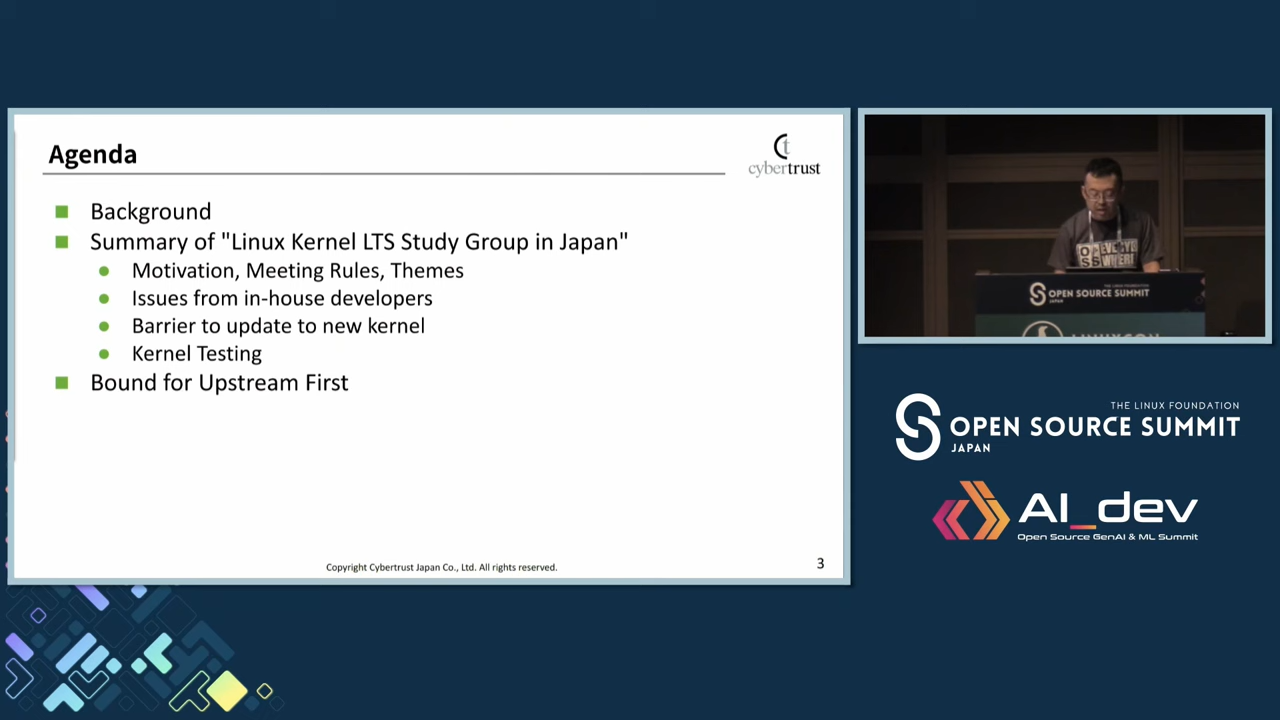 Agenda
cybertrust
Background
Summary of "Linux Kernel LTS Study Group in Japan"
Motivation, Meeting Rules, Themes
Issues from in-house developers
Barrier to update to new kernel
Kernel Testing
Bound for Upstream First
Copyright Cybertrust Japan Co., Ltd. All rights reserved.
3
OPEN SOURCE SUMMIT
JAPAN
THE LINUX FOUNDATION
OPEN SOURCE SUMMIT
JAPAN
AI_dev
Open Source GenAI & ML Summit